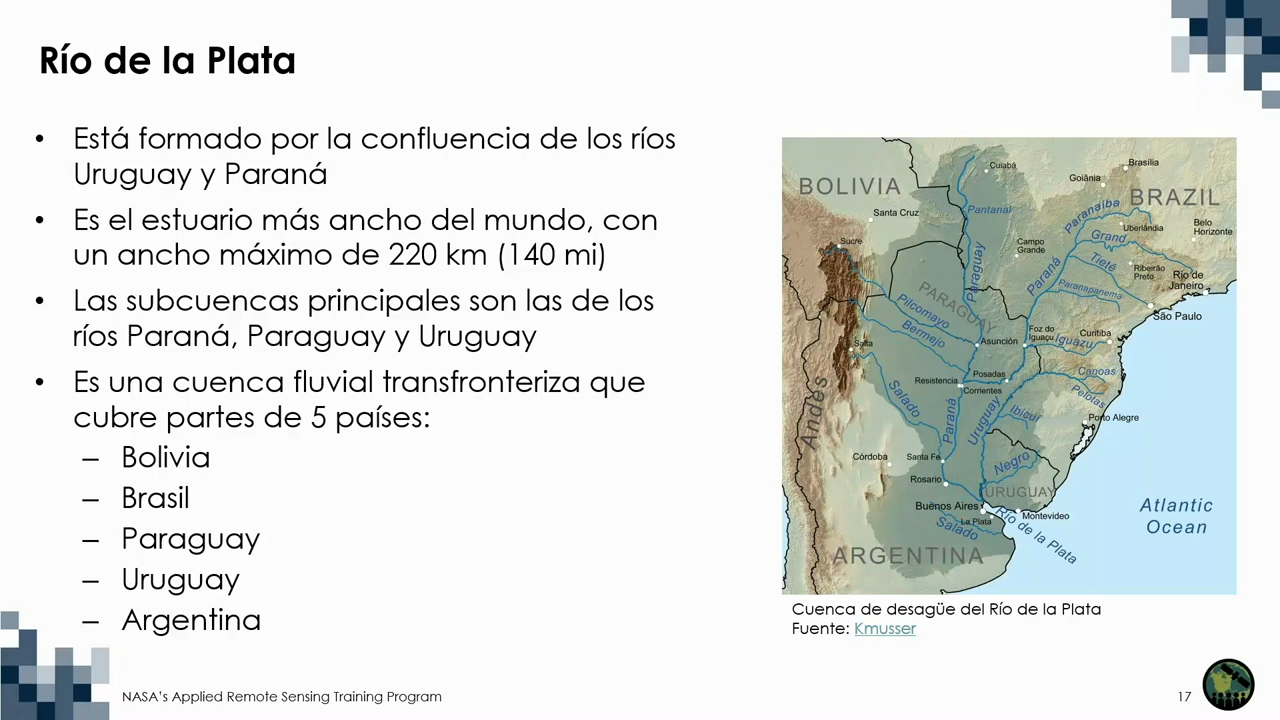 Río de la Plata
• Está formado por la confluencia de los ríos
Uruguay y Paraná
• Es el estuario más ancho del mundo, con
un ancho máximo de 220 km (140 mi)
• Las subcuencas principales son las de los
ríos Paraná, Paraguay y Uruguay
• Es una cuenca fluvial transfronteriza que
cubre partes de 5 países:
– Bolivia
– Brasil
– Paraguay
– Uruguay
– Argentina
BOLIVIA
Cuiabá
Brasília
Goiânia
BRAZIL
Santa Cruz
Pantanal
Paranaíba
Uberlândia
Belo
Horizonte
Sucre
Campo
Grande
Grand
Paraguay
Paraná
Tieté
Ribeirão
Preto
Rio de
Janeiro
PARAGUAY
Paranapanema
São Paulo
Pilcomayo
Bermejo
Foz do
Iguaçu
Iguazu
Curitiba
Salta
Asunción
Andes
Salado
Resistencia
Posadas
Corrientes
Canoas
Pelotas
Paraná
Uruguay
Ibicuí
Porto Alegre
Córdoba
Santa Fe
Negro
Rosario
URUGUAY
Buenos Aires
La Plata
Montevideo
Salado
Río de la Plata
Atlantic
Ocean
ARGENTINA
Cuenca de desagüe del Río de la Plata
Fuente: Kmusser
NASA’s Applied Remote Sensing Training Program
17